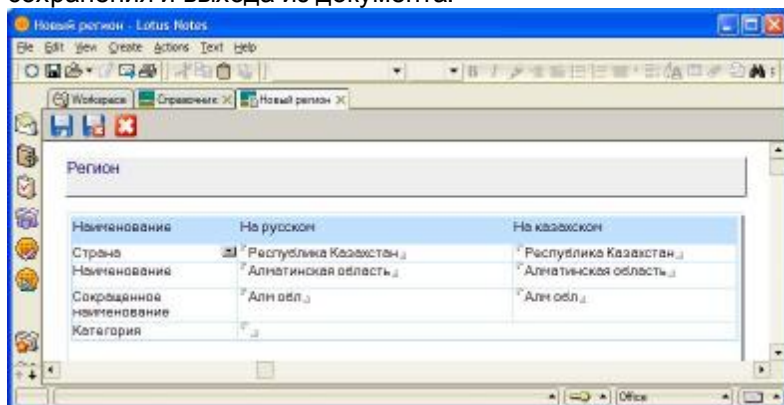 сохранения и выхода из документа.
Новый регион - Lotus Notes
File Edit View Create Actions Text Help
Workspace Справочник Новый регион
Регион
Наименование На русском На казахском
Страна Республика Казахстан Республика Казахстан
Наименование Алматинская область Алматинская область
Сокращенное наименование Алм обл Алм обл
Категория
Office